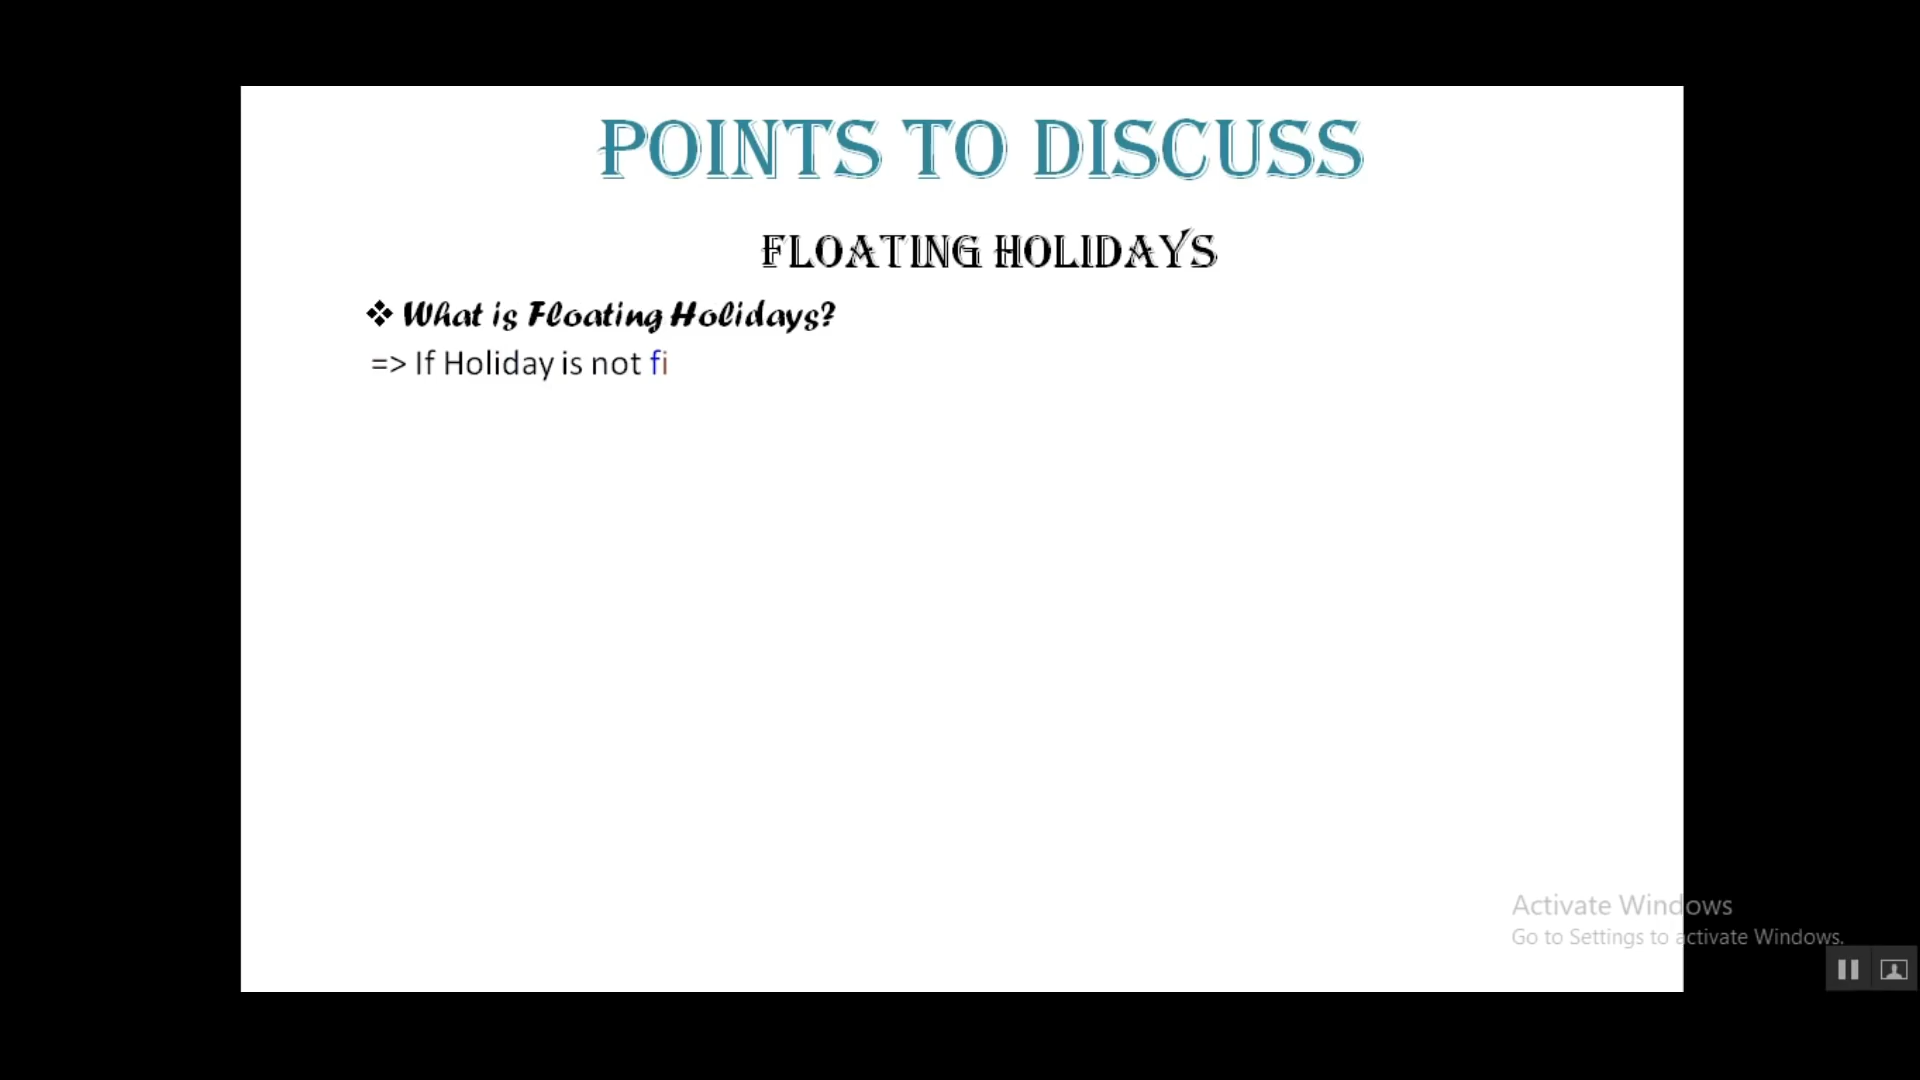 POINTS TO DISCUSS
FLOATING HOLIDAYS
❖ What is Floating Holidays?
=> If Holiday is not fi
Activate Windows
Go to Settings to activate Windows.